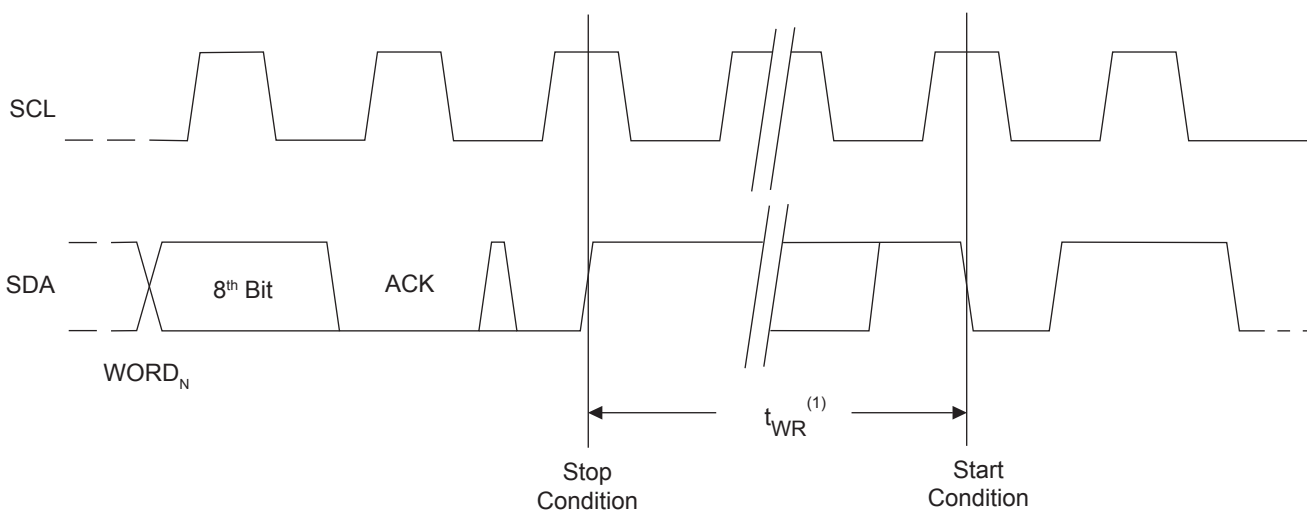 SCL
SDA
8th Bit
ACK
WORDN
tWR(1)
Stop
Condition
Start
Condition